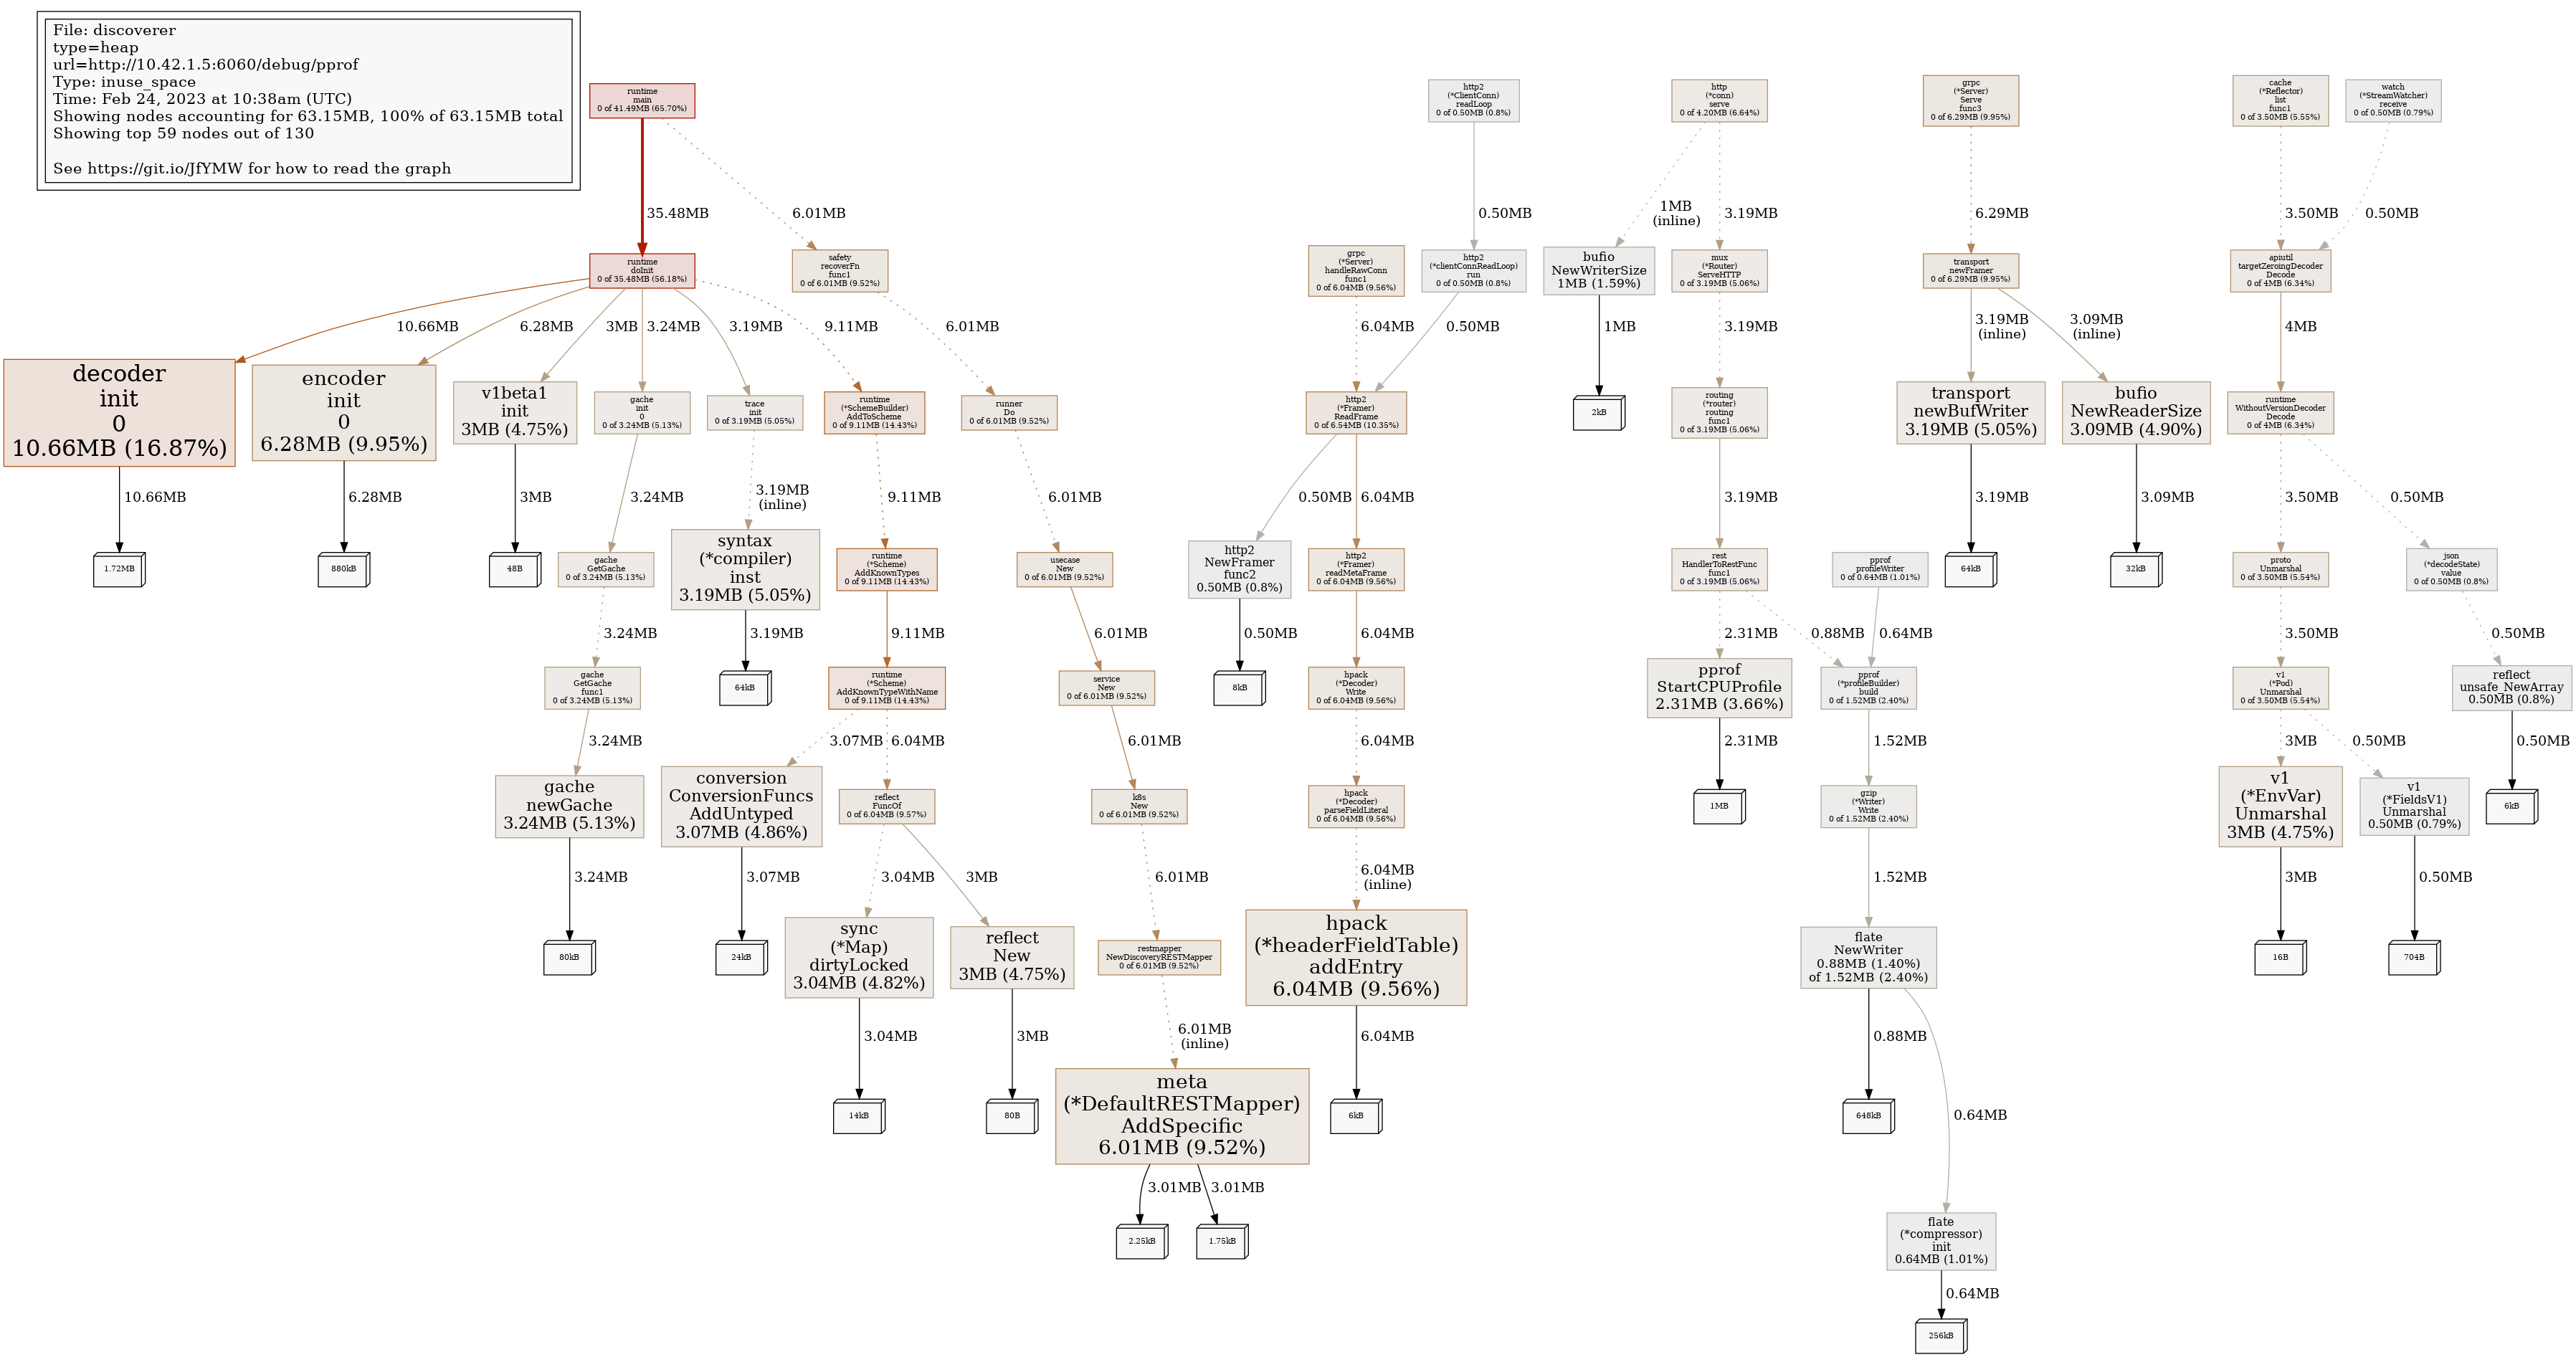 File: discoverer
type=heap
url=http://10.42.1.5:6060/debug/pprof
Type: inuse_space
Time: Feb 24, 2023 at 10:38am (UTC)
Showing nodes accounting for 63.15MB, 100% of 63.15MB total
Showing top 59 nodes out of 130
See https://git.io/JfYMW for how to read the graph
runtime
main
0 of 41.49MB (65.70%)
http2
(*ClientConn)
readLoop
0 of 0.50MB (0.8%)
http
(*conn)
serve
0 of 4.20MB (6.64%)
grpc
(*Server)
Serve
func3
0 of 6.29MB (9.95%)
cache
(*Reflector)
list
func1
0 of 3.50MB (5.55%)
watch
(*StreamWatcher)
receive
0 of 0.50MB (0.79%)
35.48MB
6.01MB
0.50MB
1MB
(inline)
3.19MB
6.29MB
3.50MB
0.50MB
runtime
doInit
0 of 35.48MB (56.18%)
safety
recoverFn
func1
0 of 6.01MB (9.52%)
grpc
(*Server)
handleRawConn
func1
0 of 6.04MB (9.56%)
http2
(*clientConnReadLoop)
run
0 of 0.50MB (0.8%)
bufio
NewWriterSize
1MB (1.59%)
mux
(*Router)
ServeHTTP
0 of 3.19MB (5.06%)
transport
newFramer
0 of 6.29MB (9.95%)
apiutil
targetZeroingDecoder
Decode
0 of 4MB (6.34%)
10.66MB
6.28MB
3MB
3.24MB
3.19MB
9.11MB
6.01MB
6.04MB
0.50MB
1MB
3.19MB
3.19MB
(inline)
3.09MB
(inline)
4MB
decoder
init
0
10.66MB (16.87%)
encoder
init
0
6.28MB (9.95%)
v1beta1
init
3MB (4.75%)
gache
init
0
0 of 3.24MB (5.13%)
trace
init
0 of 3.19MB (5.05%)
runtime
(*SchemeBuilder)
AddToScheme
0 of 9.11MB (14.43%)
runner
Do
0 of 6.01MB (9.52%)
http2
(*Framer)
ReadFrame
0 of 6.54MB (10.35%)
2kB
routing
(*router)
routing
func1
0 of 3.19MB (5.06%)
transport
newBufWriter
3.19MB (5.05%)
bufio
NewReaderSize
3.09MB (4.90%)
runtime
WithoutVersionDecoder
Decode
0 of 4MB (6.34%)
10.66MB
6.28MB
3MB
3.24MB
3.19MB
(inline)
9.11MB
6.01MB
0.50MB
6.04MB
3.19MB
3.19MB
3.09MB
3.50MB
0.50MB
1.72MB
880kB
48B
gache
GetGache
0 of 3.24MB (5.13%)
syntax
(*compiler)
inst
3.19MB (5.05%)
runtime
(*Scheme)
AddKnownTypes
0 of 9.11MB (14.43%)
usecase
New
0 of 6.01MB (9.52%)
http2
NewFramer
func2
0.50MB (0.8%)
http2
(*Framer)
readMetaFrame
0 of 6.04MB (9.56%)
rest
HandlerToRestFunc
func1
0 of 3.19MB (5.06%)
pprof
profileWriter
0 of 0.64MB (1.01%)
64kB
32kB
proto
Unmarshal
0 of 3.50MB (5.54%)
json
(*decodeState)
value
0 of 0.50MB (0.8%)
3.24MB
3.19MB
9.11MB
6.01MB
0.50MB
6.04MB
2.31MB
0.88MB
0.64MB
3.50MB
0.50MB
gache
GetGache
func1
0 of 3.24MB (5.13%)
64kB
runtime
(*Scheme)
AddKnownTypeWithName
0 of 9.11MB (14.43%)
service
New
0 of 6.01MB (9.52%)
8kB
hpack
(*Decoder)
Write
0 of 6.04MB (9.56%)
pprof
StartCPUProfile
2.31MB (3.66%)
pprof
(*profileBuilder)
build
0 of 1.52MB (2.40%)
v1
(*Pod)
Unmarshal
0 of 3.50MB (5.54%)
reflect
unsafe_NewArray
0.50MB (0.8%)
3.24MB
3.07MB
6.04MB
6.01MB
6.04MB
2.31MB
1.52MB
3MB
0.50MB
0.50MB
gache
newGache
3.24MB (5.13%)
conversion
ConversionFuncs
AddUntyped
3.07MB (4.86%)
reflect
FuncOf
0 of 6.04MB (9.57%)
k8s
New
0 of 6.01MB (9.52%)
hpack
(*Decoder)
parseFieldLiteral
0 of 6.04MB (9.56%)
1MB
gzip
(*Writer)
Write
0 of 1.52MB (2.40%)
v1
(*EnvVar)
Unmarshal
3MB (4.75%)
v1
(*FieldsV1)
Unmarshal
0.50MB (0.79%)
6kB
3.24MB
3.07MB
3.04MB
3MB
6.01MB
6.04MB
(inline)
1.52MB
3MB
0.50MB
80kB
24kB
sync
(*Map)
dirtyLocked
3.04MB (4.82%)
reflect
New
3MB (4.75%)
restmapper
NewDiscoveryRESTMapper
0 of 6.01MB (9.52%)
hpack
(*headerFieldTable)
addEntry
6.04MB (9.56%)
flate
NewWriter
0.88MB (1.40%)
of 1.52MB (2.40%)
16B
704B
3.04MB
3MB
6.01MB
(inline)
6.04MB
0.88MB
0.64MB
14kB
80B
meta
(*DefaultRESTMapper)
AddSpecific
6.01MB (9.52%)
6kB
648kB
3.01MB
3.01MB
2.25kB
1.75kB
flate
(*compressor)
init
0.64MB (1.01%)
0.64MB
256kB